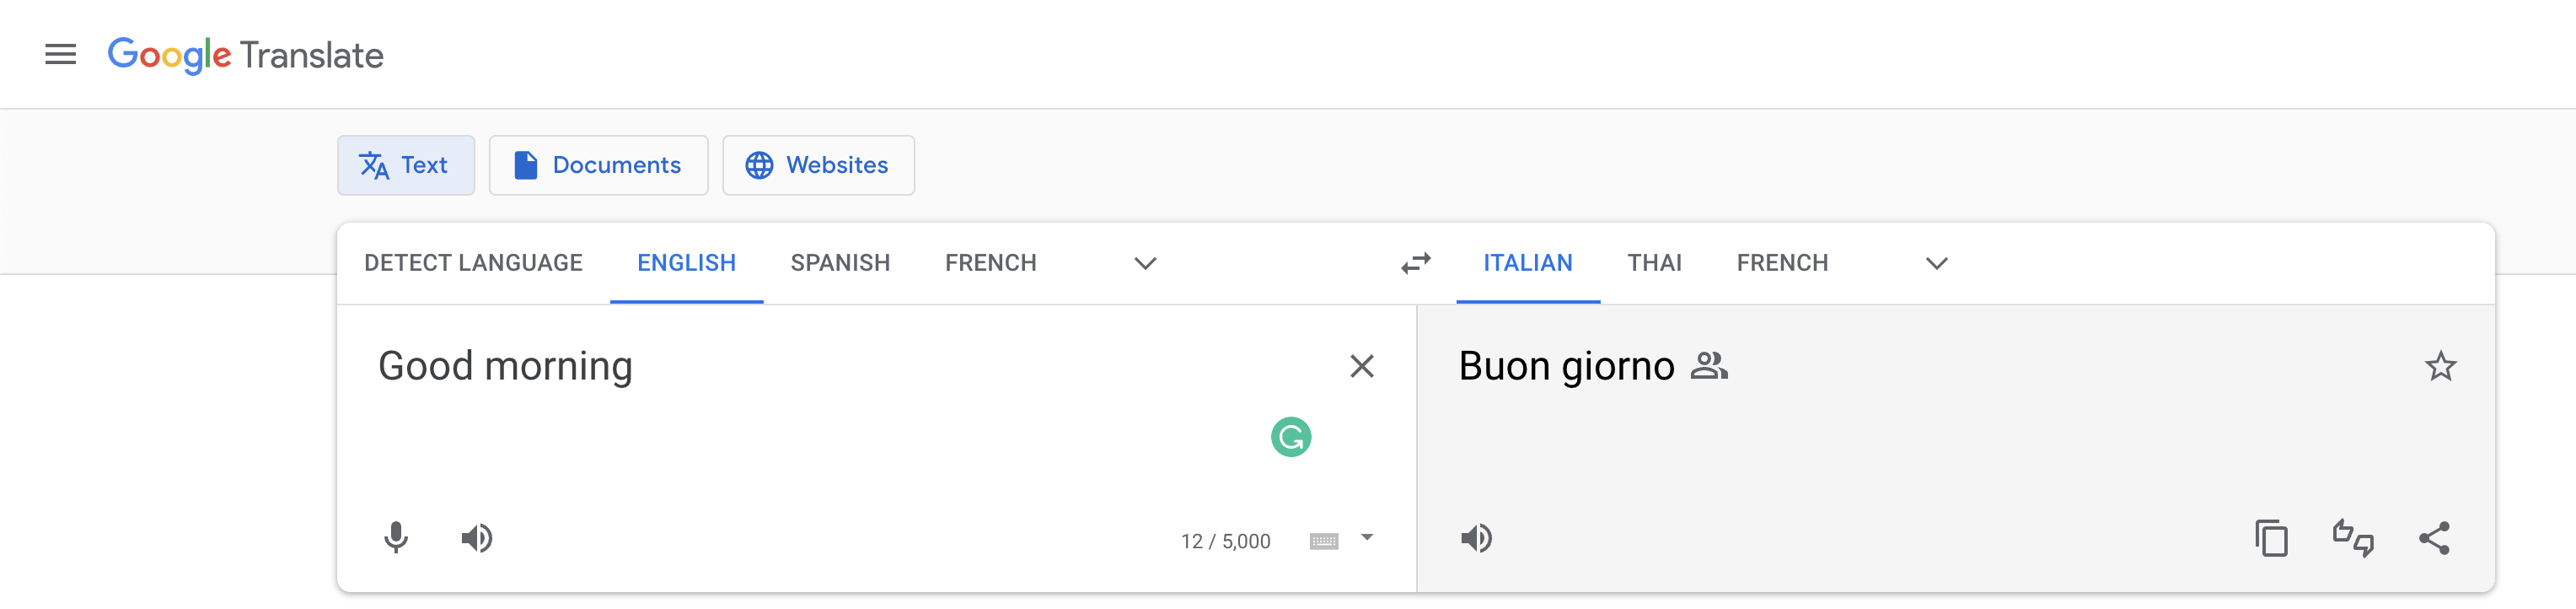 Google Translate
Text Documents Websites
DETECT LANGUAGE ENGLISH SPANISH FRENCH ITALIAN THAI FRENCH
Good morning
Buon giorno
12 / 5,000